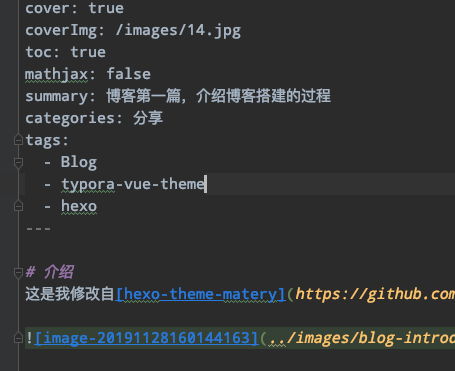 cover: true
coverImg: /images/14.jpg
toc: true
mathjax: false
summary: 博客第一篇，介绍博客搭建的过程
categories: 分享
tags:
  - Blog
  - typora-vue-theme
  - hexo
---
# 介绍
这是我修改自[hexo-theme-matery](https://github.com
![image-20191128160144163](../images/blog-introd